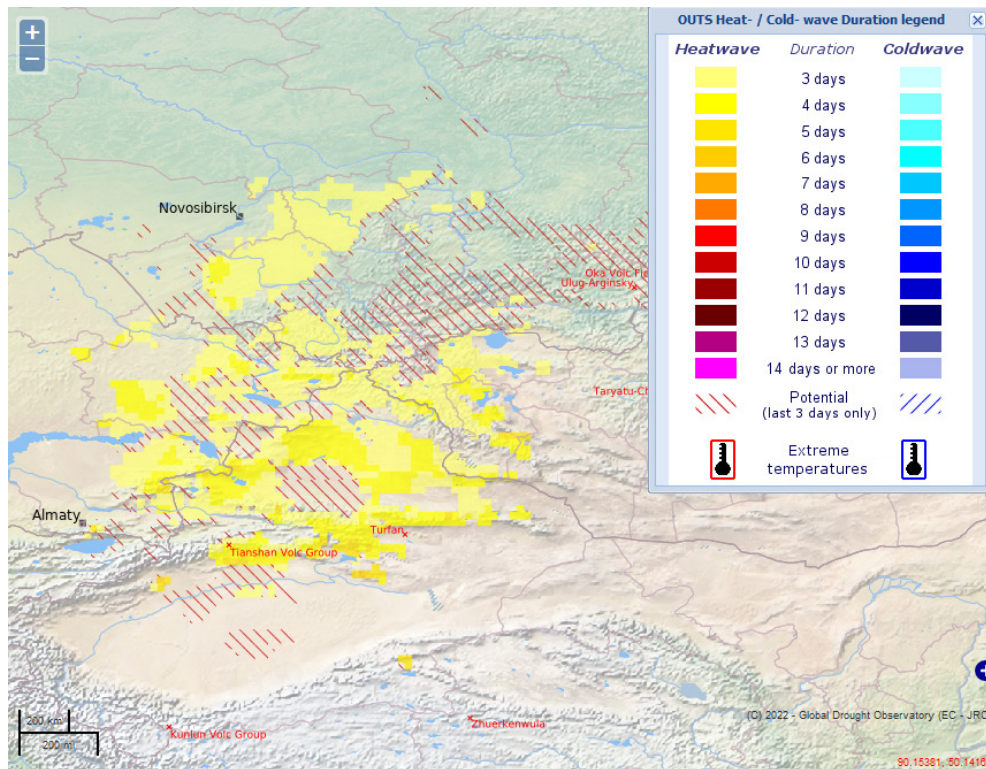 +
−
OUTS Heat- / Cold- wave Duration legend
Heatwave Duration Coldwave
3 days
4 days
5 days
6 days
7 days
8 days
9 days
10 days
11 days
12 days
13 days
14 days or more
Potential
(last 3 days only)
Extreme
temperatures
Novosibirsk
Oka Volc Fie
Ulug-Arginsky
Taryatu-Ch
Almaty
Turfan
Tianshan Volc Group
Zhuerkenwula
Kunlun Volc Group
200 km
200 mi
(C) 2022 - Global Drought Observatory (EC - JRC
90.15381, 50.1416